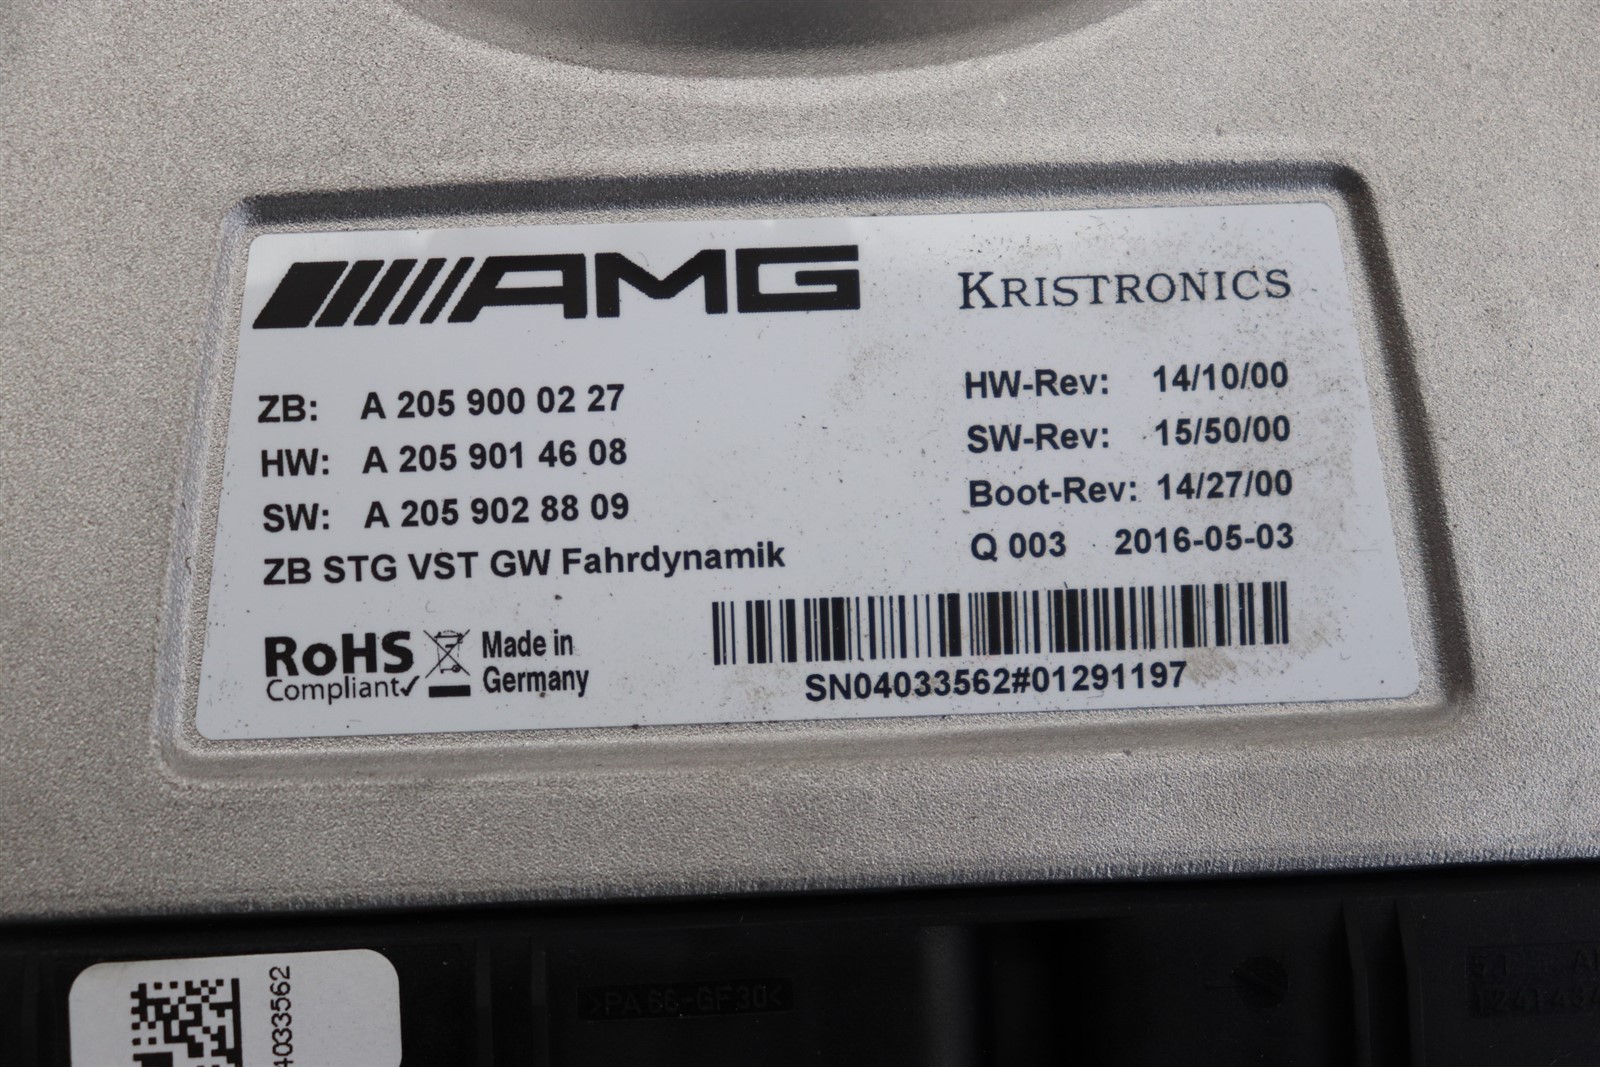 AMG
KRISTRONICS
ZB: A 205 900 02 27
HW: A 205 901 46 08
SW: A 205 902 88 09
ZB STG VST GW Fahrdynamik
HW-Rev: 14/10/00
SW-Rev: 15/50/00
Boot-Rev: 14/27/00
Q 003 2016-05-03
RoHS
Compliant✓
Made in
Germany
SN04033562#01291197
4033562
>PA66-GF30<